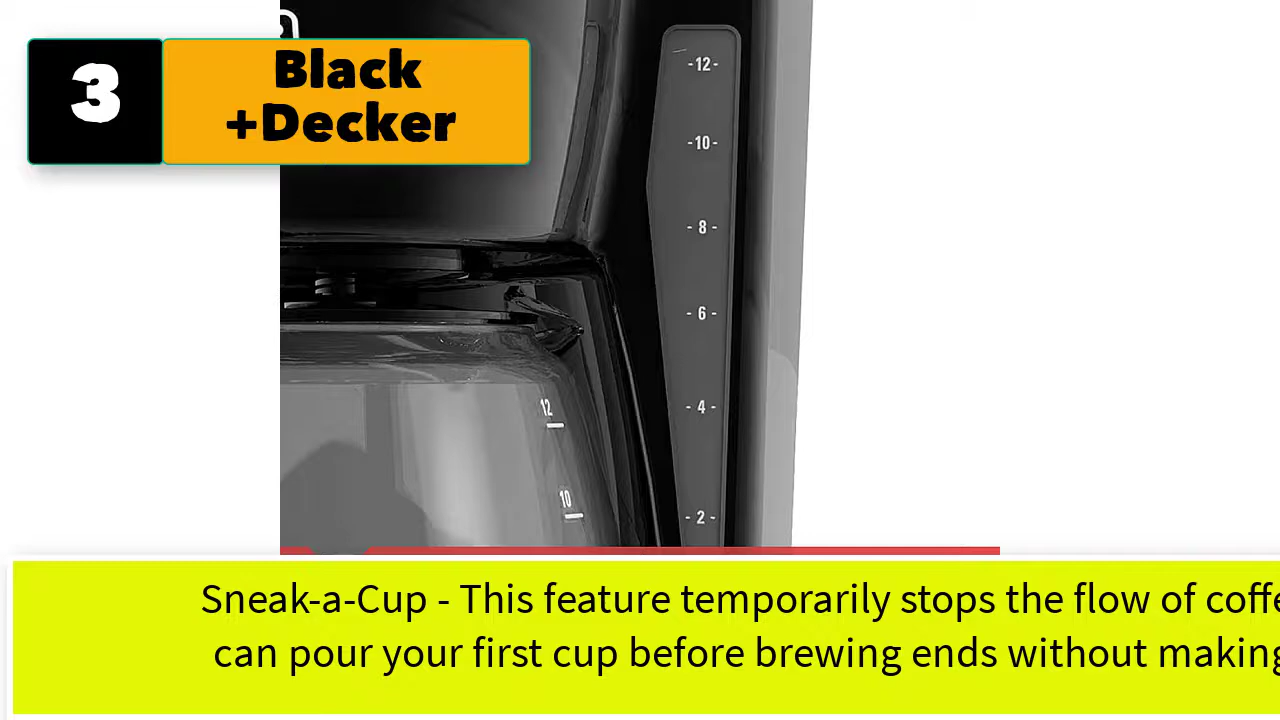 3
Black
+Decker
-12-
-10-
- 8 -
- 6 -
- 4 -
- 2 -
12
10
Sneak-a-Cup - This feature temporarily stops the flow of coffe
can pour your first cup before brewing ends without making